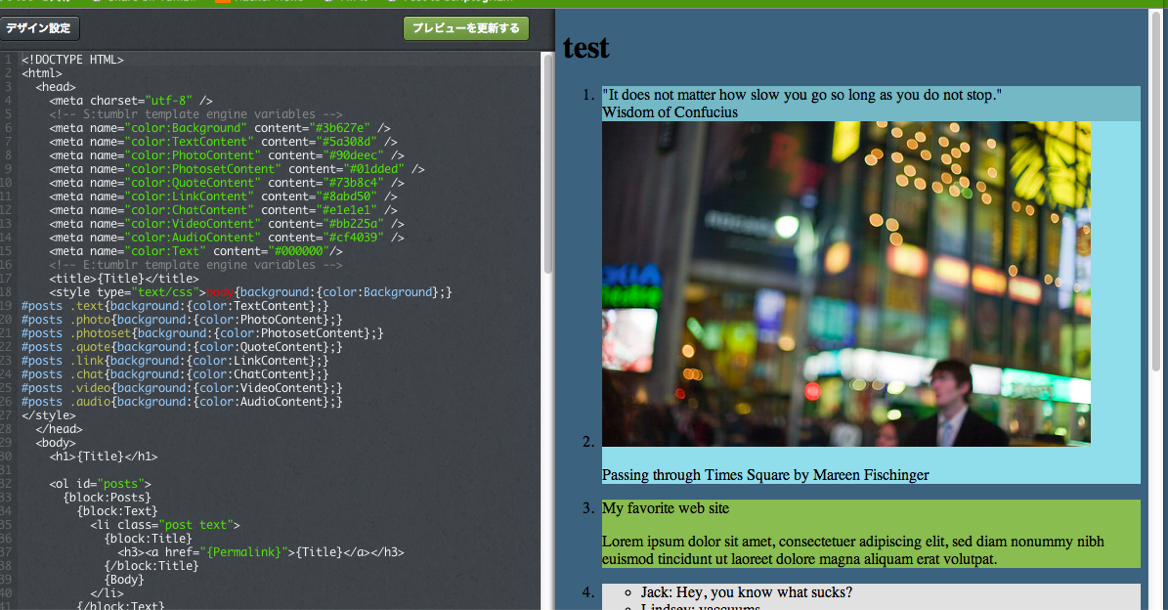 デザイン設定
プレビューを更新する
1 <!DOCTYPE HTML>
2 <html>
3 <head>
4 <meta charset="utf-8" />
5 <!-- S:tumblr template engine variables -->
6 <meta name="color:Background" content="#3b627e" />
7 <meta name="color:TextContent" content="#5a308d" />
8 <meta name="color:PhotoContent" content="#90deec" />
9 <meta name="color:PhotosetContent" content="#01dded" />
10 <meta name="color:QuoteContent" content="#73b8c4" />
11 <meta name="color:LinkContent" content="#8abd50" />
12 <meta name="color:ChatContent" content="#e1e1e1" />
13 <meta name="color:VideoContent" content="#bb225a" />
14 <meta name="color:AudioContent" content="#cf4039" />
15 <meta name="color:Text" content="#000000"/>
16 <!-- E:tumblr template engine variables -->
17 <title>{Title}</title>
18 <style type="text/css">body{background:{color:Background};}
19 #posts .text{background:{color:TextContent};}
20 #posts .photo{background:{color:PhotoContent};}
21 #posts .photoset{background:{color:PhotosetContent};}
22 #posts .quote{background:{color:QuoteContent};}
23 #posts .link{background:{color:LinkContent};}
24 #posts .chat{background:{color:ChatContent};}
25 #posts .video{background:{color:VideoContent};}
26 #posts .audio{background:{color:AudioContent};}
27 </style>
28 </head>
29 <body>
30 <h1>{Title}</h1>
31
32 <ol id="posts">
33 {block:Posts}
34 {block:Text}
35 <li class="post text">
36 {block:Title}
37 <h3><a href="{Permalink}">{Title}</a></h3>
38 {/block:Title}
39 {Body}
40 </li>
41 {/block:Text}
test
1. "It does not matter how slow you go so long as you do not stop."
Wisdom of Confucius
2.
Passing through Times Square by Mareen Fischinger
3. My favorite web site
Lorem ipsum dolor sit amet, consectetuer adipiscing elit, sed diam nonummy nibh
euismod tincidunt ut laoreet dolore magna aliquam erat volutpat.
4. Jack: Hey, you know what sucks?
Lindsey: vaccuums